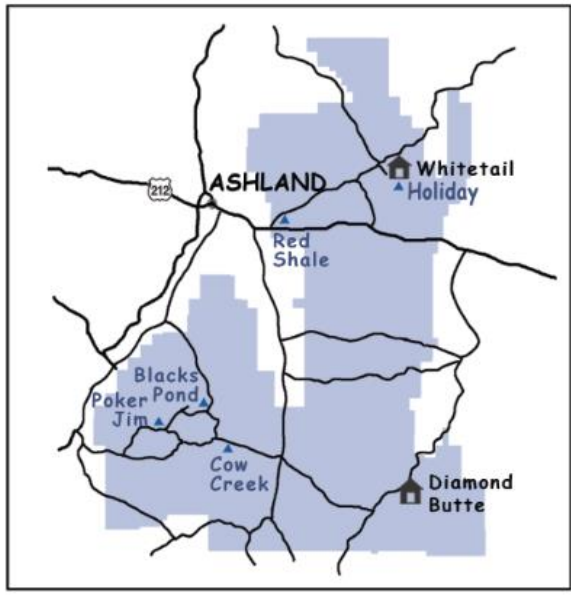 212
ASHLAND
Whitetail
Holiday
Red
Shale
Blacks
Pond
Poker
Jim
Cow
Creek
Diamond
Butte